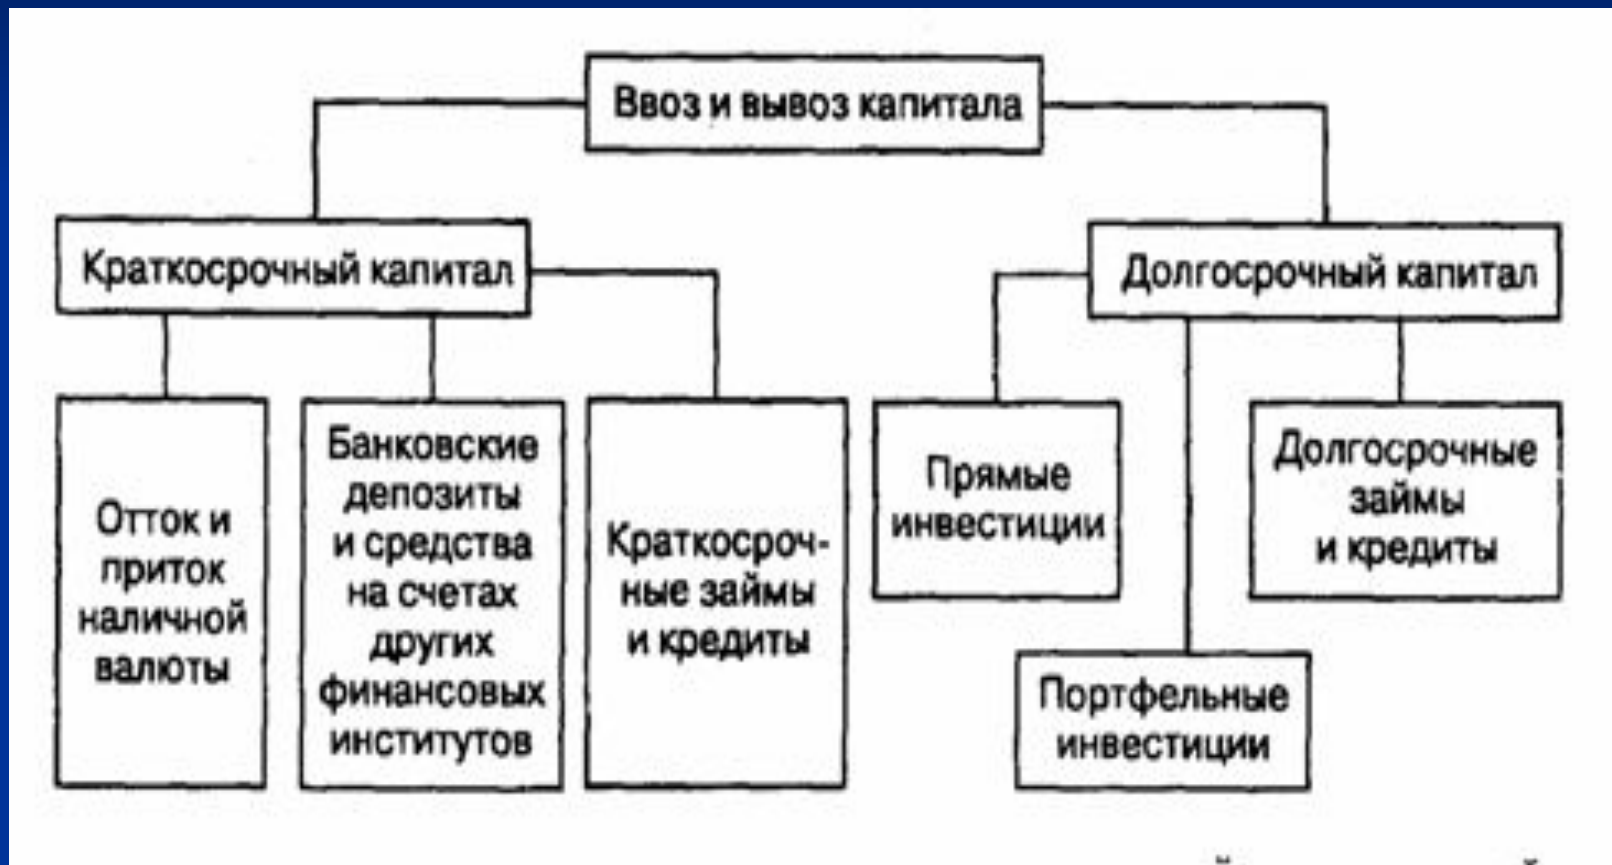 Ввоз и вывоз капитала
Краткосрочный капитал
Долгосрочный капитал
Отток и
приток
наличной
валюты
Банковские
депозиты
и средства
на счетах
других
финансовых
институтов
Краткосроч-
ные займы
и кредиты
Прямые
инвестиции
Портфельные
инвестиции
Долгосрочные
займы
и кредиты